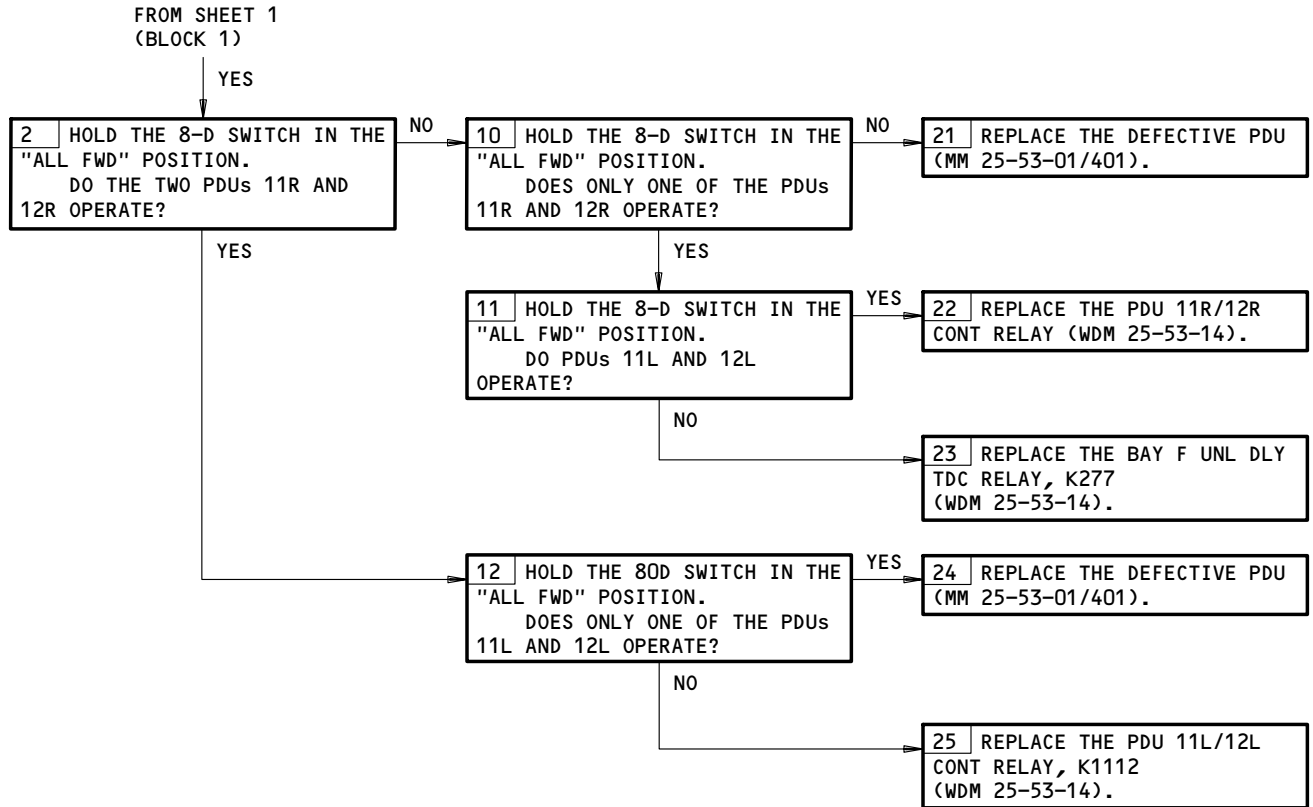 FROM SHEET 1
(BLOCK 1)
YES
2 HOLD THE 8-D SWITCH IN THE
"ALL FWD" POSITION.
DO THE TWO PDUs 11R AND
12R OPERATE?
NO
10 HOLD THE 8-D SWITCH IN THE
"ALL FWD" POSITION.
DOES ONLY ONE OF THE PDUs
11R AND 12R OPERATE?
NO
21 REPLACE THE DEFECTIVE PDU
(MM 25-53-01/401).
YES
YES
11 HOLD THE 8-D SWITCH IN THE
"ALL FWD" POSITION.
DO PDUs 11L AND 12L
OPERATE?
YES
22 REPLACE THE PDU 11R/12R
CONT RELAY (WDM 25-53-14).
NO
23 REPLACE THE BAY F UNL DLY
TDC RELAY, K277
(WDM 25-53-14).
12 HOLD THE 80D SWITCH IN THE
"ALL FWD" POSITION.
DOES ONLY ONE OF THE PDUs
11L AND 12L OPERATE?
YES
24 REPLACE THE DEFECTIVE PDU
(MM 25-53-01/401).
NO
25 REPLACE THE PDU 11L/12L
CONT RELAY, K1112
(WDM 25-53-14).